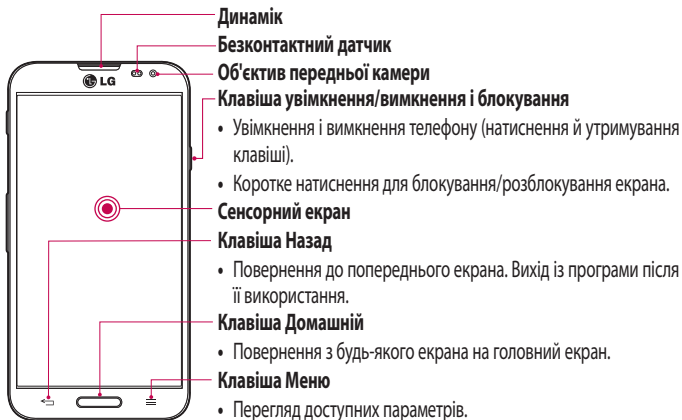 Динамік
Безконтактний датчик
LG
Об'єктив передньої камери
Клавіша увімкнення/вимкнення і блокування
• Увімкнення і вимкнення телефону (натиснення й утримування
клавіші).
• Коротке натиснення для блокування/розблокування екрана.
Сенсорний екран
Клавіша Назад
• Повернення до попереднього екрана. Вихід із програми після
її використання.
Клавіша Домашній
• Повернення з будь-якого екрана на головний екран.
Клавіша Меню
• Перегляд доступних параметрів.